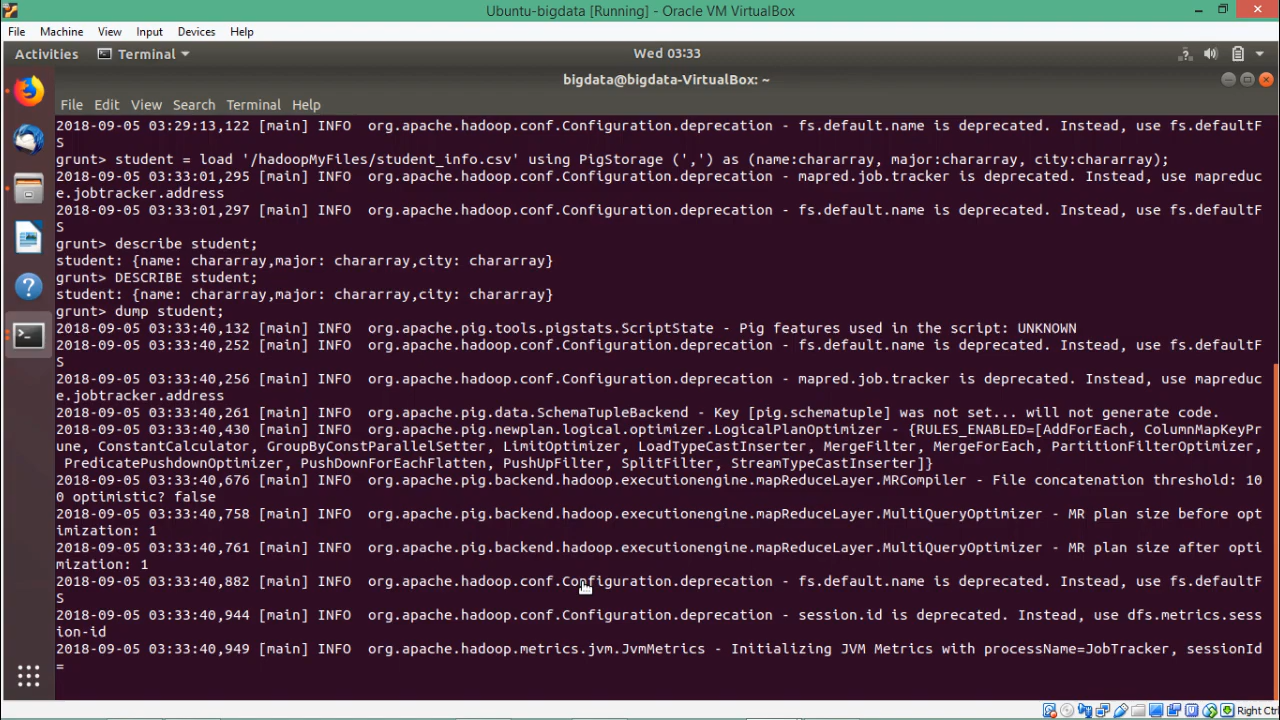 Ubuntu-bigdata [Running] - Oracle VM VirtualBox
File Machine View Input Devices Help
Activities Terminal Wed 03:33
bigdata@bigdata-VirtualBox: ~
File Edit View Search Terminal Help
2018-09-05 03:29:13,122 [main] INFO  org.apache.hadoop.conf.Configuration.deprecation - fs.default.name is deprecated. Instead, use fs.defaultF
S
grunt> student = load '/hadoopMyFiles/student_info.csv' using PigStorage (',') as (name:chararray, major:chararray, city:chararray);
2018-09-05 03:33:01,295 [main] INFO  org.apache.hadoop.conf.Configuration.deprecation - mapred.job.tracker is deprecated. Instead, use mapreduc
e.jobtracker.address
2018-09-05 03:33:01,297 [main] INFO  org.apache.hadoop.conf.Configuration.deprecation - fs.default.name is deprecated. Instead, use fs.defaultF
S
grunt> describe student;
student: {name: chararray,major: chararray,city: chararray}
grunt> DESCRIBE student;
student: {name: chararray,major: chararray,city: chararray}
grunt> dump student;
2018-09-05 03:33:40,132 [main] INFO  org.apache.pig.tools.pigstats.ScriptState - Pig features used in the script: UNKNOWN
2018-09-05 03:33:40,252 [main] INFO  org.apache.hadoop.conf.Configuration.deprecation - fs.default.name is deprecated. Instead, use fs.defaultF
S
2018-09-05 03:33:40,256 [main] INFO  org.apache.hadoop.conf.Configuration.deprecation - mapred.job.tracker is deprecated. Instead, use mapreduc
e.jobtracker.address
2018-09-05 03:33:40,261 [main] INFO  org.apache.pig.data.SchemaTupleBackend - Key [pig.schematuple] was not set... will not generate code.
2018-09-05 03:33:40,430 [main] INFO  org.apache.pig.newplan.logical.optimizer.LogicalPlanOptimizer - {RULES_ENABLED=[AddForEach, ColumnMapKeyPr
une, ConstantCalculator, GroupByConstParallelSetter, LimitOptimizer, LoadTypeCastInserter, MergeFilter, MergeForEach, PartitionFilterOptimizer,
 PredicatePushdownOptimizer, PushDownForEachFlatten, PushUpFilter, SplitFilter, StreamTypeCastInserter]}
2018-09-05 03:33:40,676 [main] INFO  org.apache.pig.backend.hadoop.executionengine.mapReduceLayer.MRCompiler - File concatenation threshold: 10
0 optimistic? false
2018-09-05 03:33:40,758 [main] INFO  org.apache.pig.backend.hadoop.executionengine.mapReduceLayer.MultiQueryOptimizer - MR plan size before opt
imization: 1
2018-09-05 03:33:40,761 [main] INFO  org.apache.pig.backend.hadoop.executionengine.mapReduceLayer.MultiQueryOptimizer - MR plan size after opti
mization: 1
2018-09-05 03:33:40,882 [main] INFO  org.apache.hadoop.conf.Configuration.deprecation - fs.default.name is deprecated. Instead, use fs.defaultF
S
2018-09-05 03:33:40,944 [main] INFO  org.apache.hadoop.conf.Configuration.deprecation - session.id is deprecated. Instead, use dfs.metrics.sess
ion-id
2018-09-05 03:33:40,949 [main] INFO  org.apache.hadoop.metrics.jvm.JvmMetrics - Initializing JVM Metrics with processName=JobTracker, sessionId
=
Right Ctrl